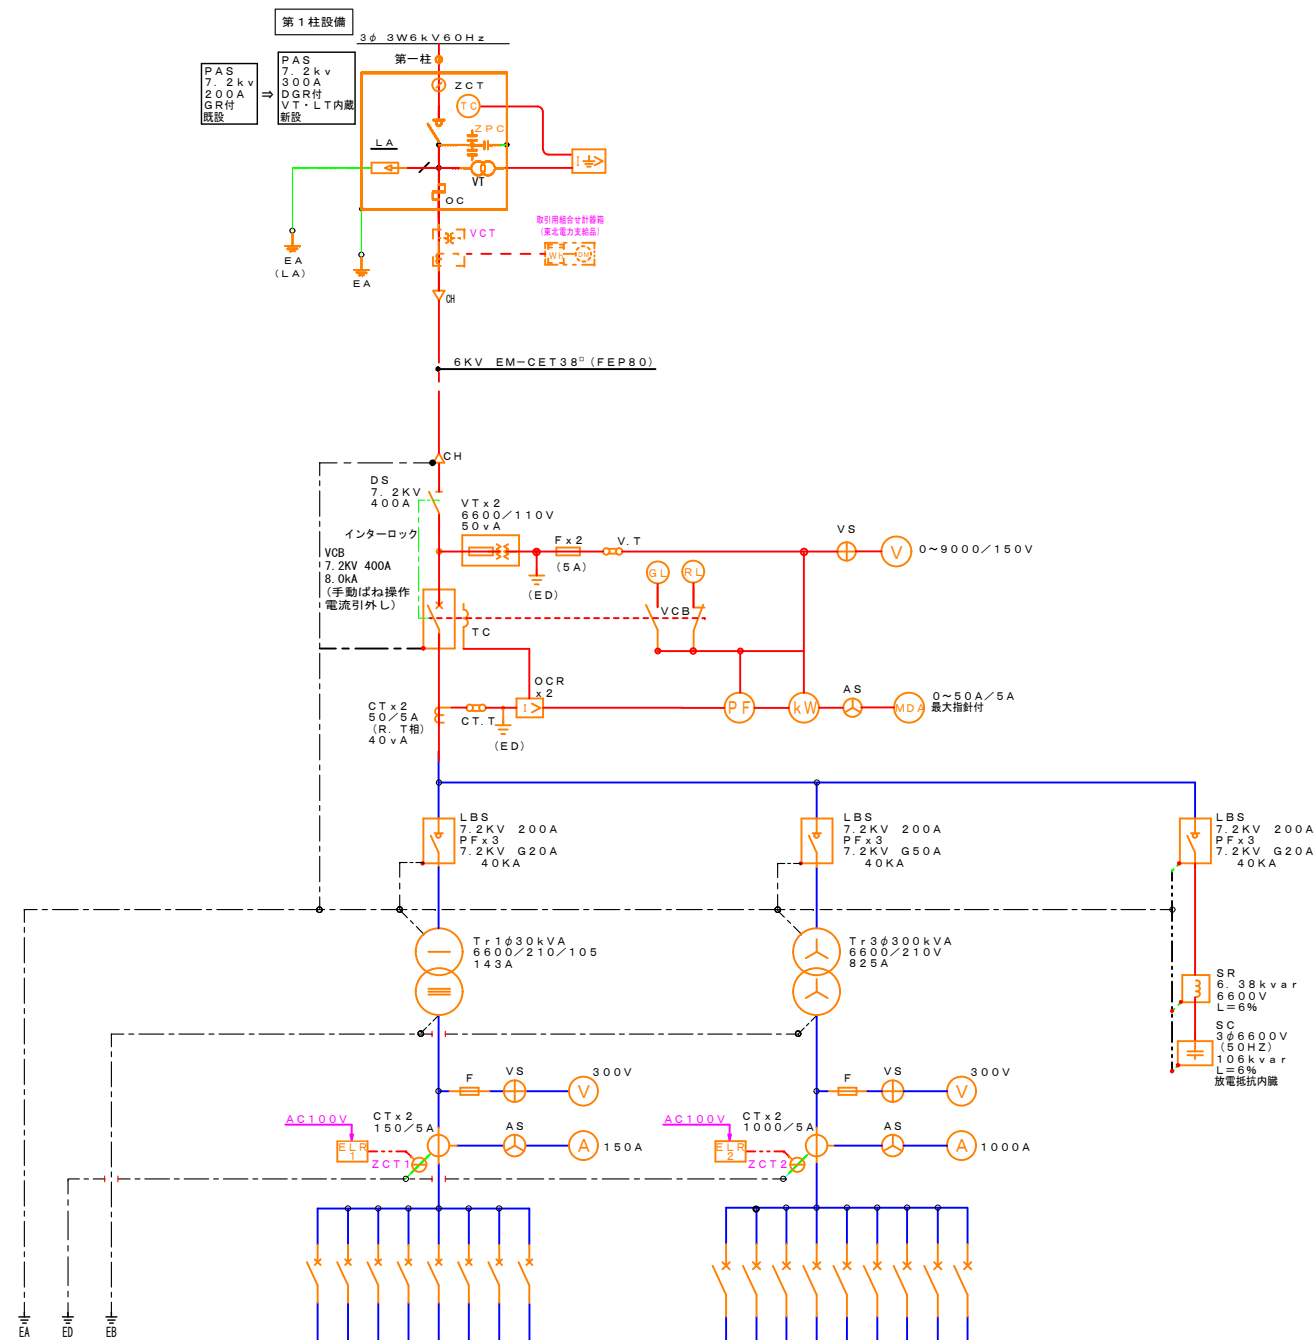 第１柱設備
３φ ３Ｗ６ｋＶ６０Ｈｚ
第一柱
ＰＡＳ
７．２ｋｖ
２００Ａ
ＧＲ付
既設
⇒
ＰＡＳ
７．２ｋｖ
３００Ａ
ＤＧＲ付
ＶＴ・ＬＴ内蔵
新設
ＺＣＴ
ＴＣ
ＺＰＣ
ＬＡ
Ｉ
VT
ＯＣ
ＥＡ
（ＬＡ）
ＥＡ
ＶＣＴ
取引用組合せ計器箱
（東北電力支給品）
Wh
DM
CH
６ＫＶ ＥＭ－ＣＥＴ３８□（ＦＥＰ８０）
ＣＨ
ＤＳ
７．２ＫＶ
４００Ａ
インターロック
VCB
7.2KV 400A
8.0kA
（手動ばね操作
電流引外し）
ＶＴｘ２
６６００／１１０Ｖ
５０ｖＡ
Ｆｘ２
（５Ａ）
（ＥＤ）
Ｖ．Ｔ
ＶＳ
Ｖ
０～９０００／１５０Ｖ
ＧＬ
ＲＬ
ＶＣＢ
ＴＣ
ＯＣＲ
ｘ２
Ｉ＞
ＣＴｘ２
５０／５Ａ
（Ｒ．Ｔ相）
４０ｖＡ
ＣＴ．Ｔ
（ＥＤ）
ＰＦ
ｋＷ
ＡＳ
ＭＤＡ
０～５０Ａ／５Ａ
最大指針付
ＬＢＳ
７．２ＫＶ ２００Ａ
ＰＦｘ３
７．２ＫＶ Ｇ２０Ａ
４０ＫＡ
ＬＢＳ
７．２ＫＶ ２００Ａ
ＰＦｘ３
７．２ＫＶ Ｇ５０Ａ
４０ＫＡ
ＬＢＳ
７．２ＫＶ ２００Ａ
ＰＦｘ３
７．２ＫＶ Ｇ２０Ａ
４０ＫＡ
Ｔｒ１φ３０ｋＶＡ
６６００／２１０／１０５
１４３Ａ
Ｔｒ３φ３００ｋＶＡ
６６００／２１０Ｖ
８２５Ａ
ＳＲ
６．３８ｋｖａｒ
６６００Ｖ
Ｌ＝６％
ＳＣ
３φ６６００Ｖ
（５０ＨＺ）
１０６ｋｖａｒ
Ｌ＝６％
放電抵抗内臓
Ｆ
ＶＳ
Ｖ
３００Ｖ
Ｆ
ＶＳ
Ｖ
３００Ｖ
ＡＣ１００Ｖ
ＥＬＲ
１
ＣＴｘ２
１５０／５Ａ
ＺＣＴ１
ＡＳ
Ａ
１５０Ａ
ＡＣ１００Ｖ
ＥＬＲ
２
ＣＴｘ２
１０００／５Ａ
ＺＣＴ２
ＡＳ
Ａ
１０００Ａ
EA
ED
EB